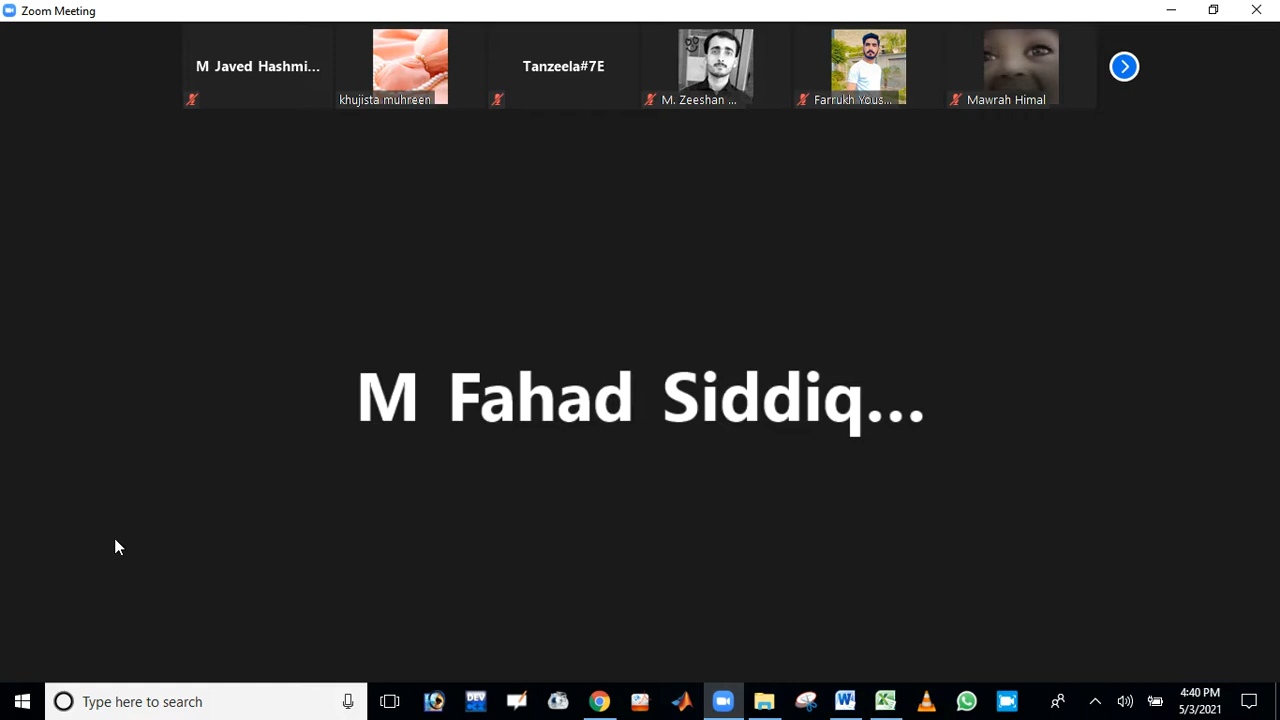 Zoom Meeting
M Javed Hashmi...
khujista muhreen
Tanzeela#7E
M. Zeeshan ...
Farrukh Yous...
Mawrah Himal
M Fahad Siddiq...
Type here to search
DEV
4:40 PM
5/3/2021